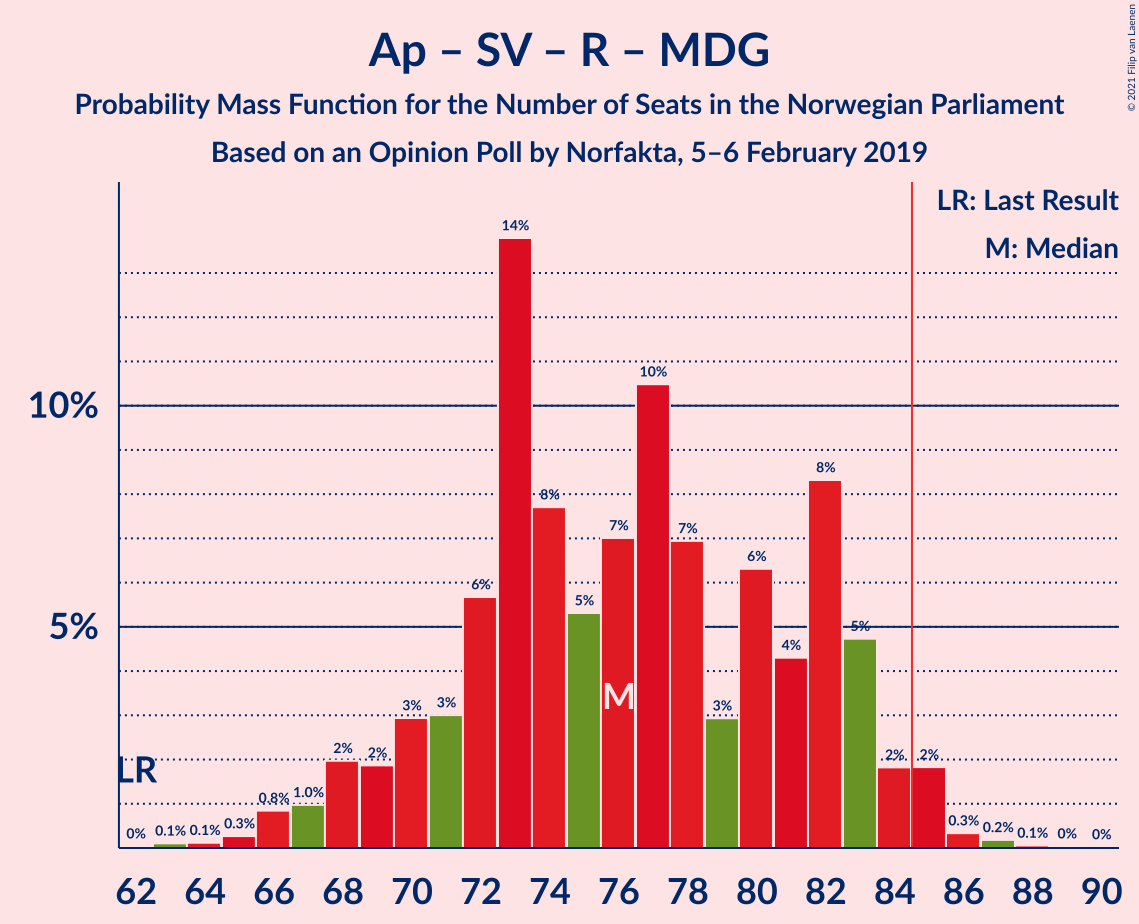 © 2021 Filip van Laenen
Ap – SV – R – MDG
Probability Mass Function for the Number of Seats in the Norwegian Parliament
Based on an Opinion Poll by Norfakta, 5–6 February 2019
LR: Last Result
M: Median
10%
5%
LR
M
0% 0.1% 0.1% 0.3% 0.8% 1.0% 2% 2% 3% 3% 6% 14% 8% 5% 7% 10% 7% 3% 6% 4% 8% 5% 2% 2% 0.3% 0.2% 0.1% 0% 0%
62 64 66 68 70 72 74 76 78 80 82 84 86 88 90